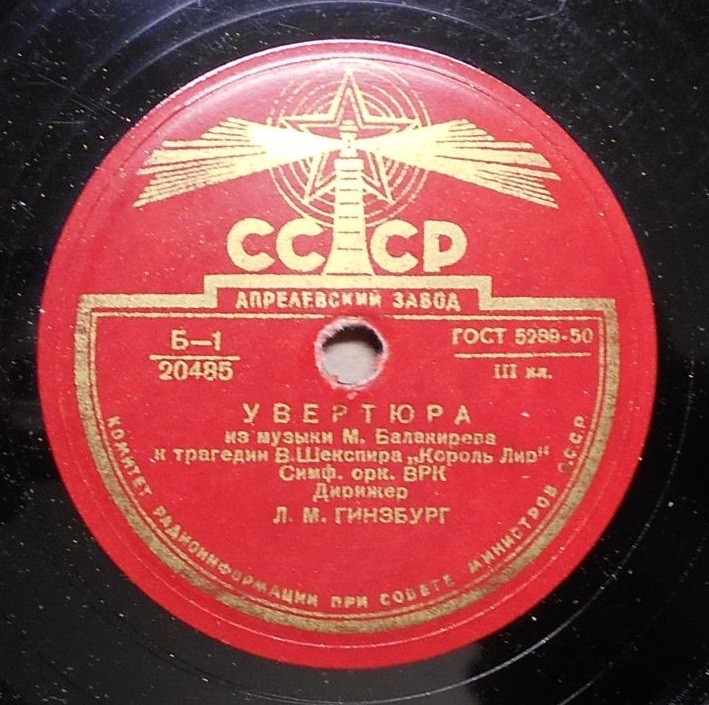 СССР
АПРЕЛЕВСКИЙ ЗАВОД
Б—1
20485
ГОСТ 5289-50
III кл.
УВЕРТЮРА
из музыки М. Балакирева
к трагедии В.Шекспира „Король Лир“
Симф. орк. ВРК
Дирижер
Л. М. ГИНЗБУРГ
КОМИТЕТ РАДИОИНФОРМАЦИИ ПРИ СОВЕТЕ МИНИСТРОВ СССР